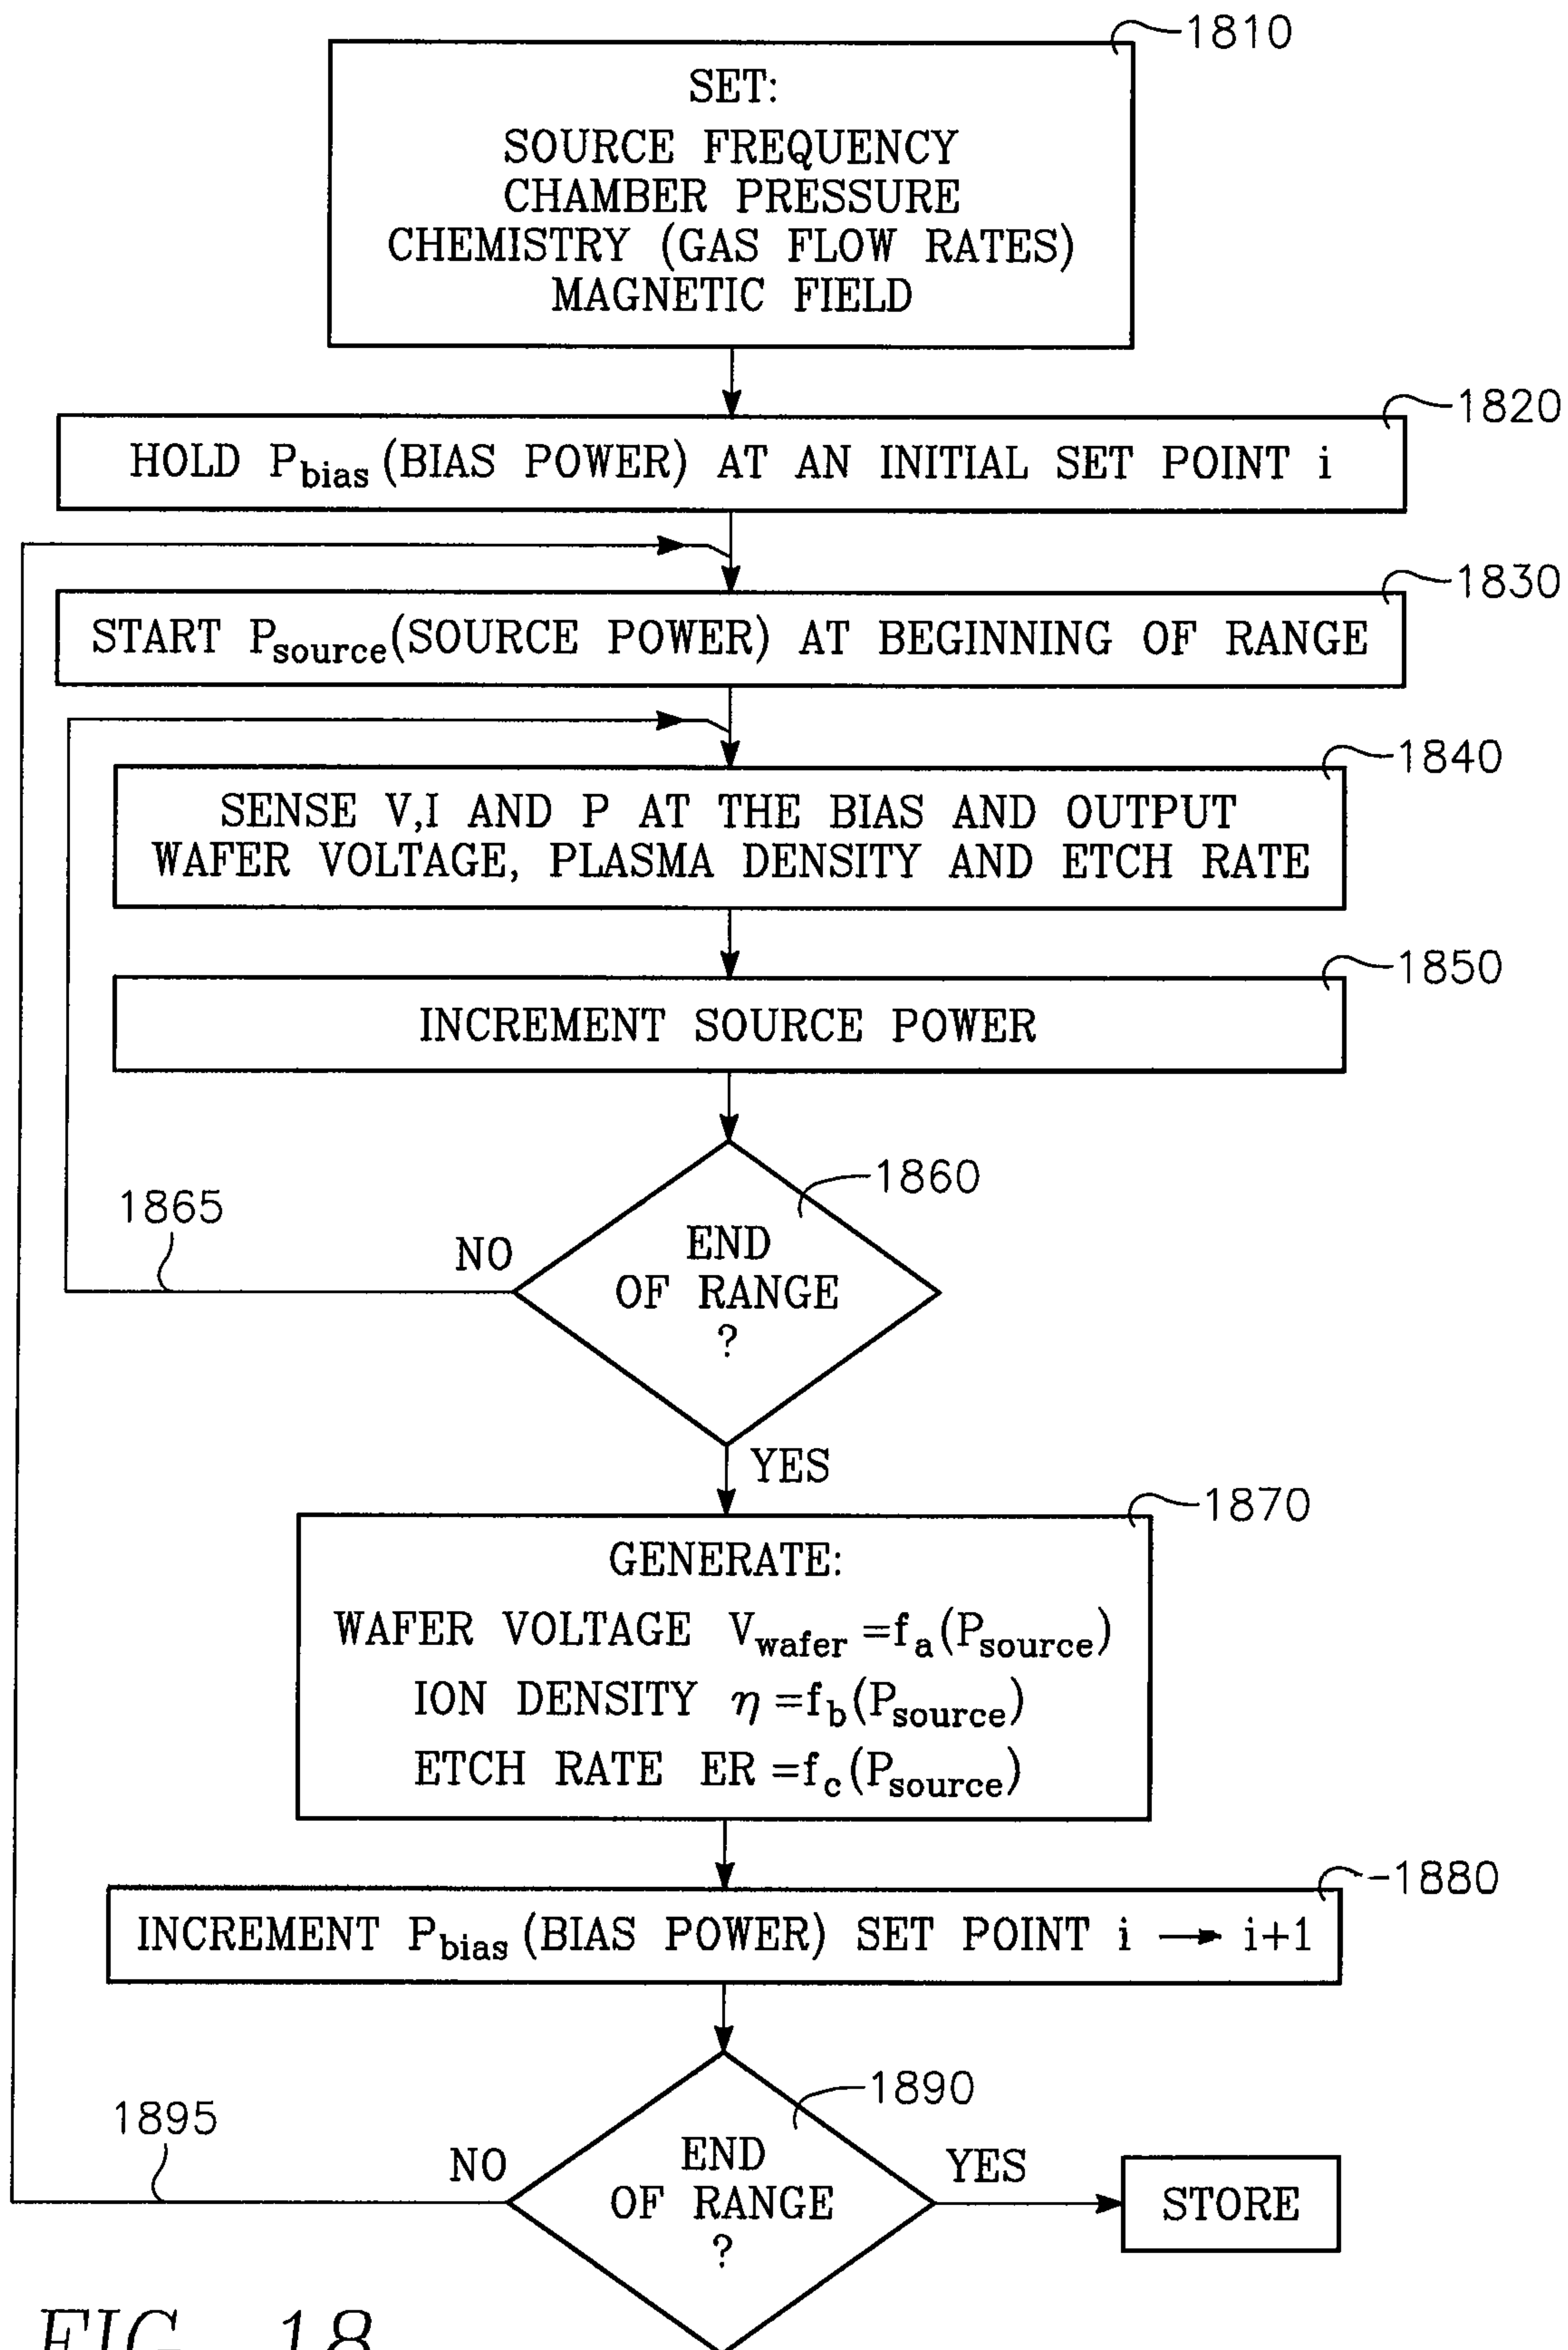 1810
SET:
SOURCE FREQUENCY
CHAMBER PRESSURE
CHEMISTRY (GAS FLOW RATES)
MAGNETIC FIELD
1820
HOLD Pbias (BIAS POWER) AT AN INITIAL SET POINT i
1830
START Psource (SOURCE POWER) AT BEGINNING OF RANGE
1840
SENSE V,I AND P AT THE BIAS AND OUTPUT
WAFER VOLTAGE, PLASMA DENSITY AND ETCH RATE
1850
INCREMENT SOURCE POWER
1860
1865
NO
END
OF RANGE
?
YES
1870
GENERATE:
WAFER VOLTAGE Vwafer =fa(Psource)
ION DENSITY η =fb(Psource)
ETCH RATE ER =fc(Psource)
1880
INCREMENT Pbias (BIAS POWER) SET POINT i → i+1
1890
1895
NO
END
OF RANGE
?
YES
STORE
FIG. 18